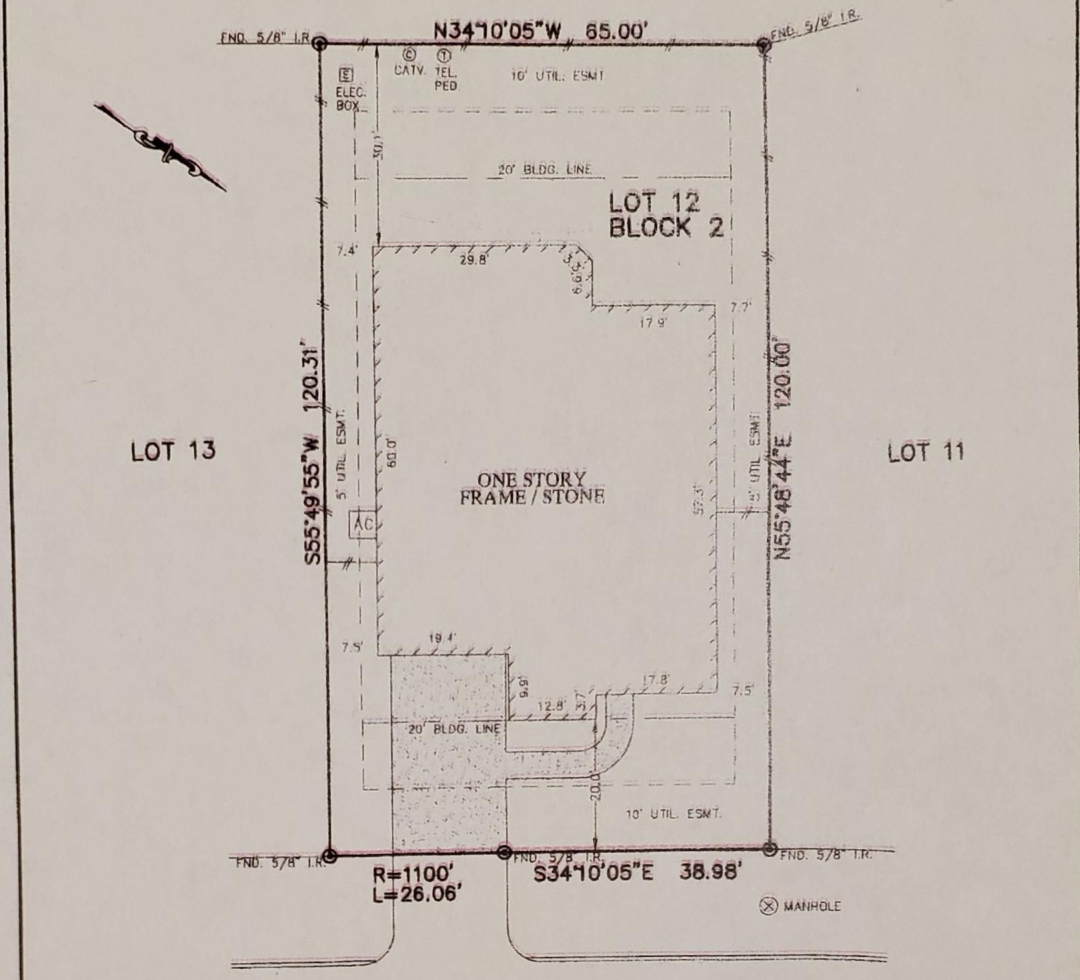 FND. 5/8" I.R.
N34°10'05"W 65.00'
FND. 5/8" I.R.
C
T
CATV.
TEL.
PED.
10' UTIL. ESMT.
E
ELEC.
BOX
30.1'
20' BLDG. LINE
LOT 12
BLOCK 2
7.4'
29.8'
6.6'
17.9'
7.7'
S55°49'55"W 120.31'
N55°48'44"E 120.00'
LOT 13
LOT 11
5' UTIL. ESMT.
60.0'
ONE STORY
FRAME / STONE
57.3'
5' UTIL. ESMT.
AC
7.5'
19.4'
12.8'
17.8'
7.5'
20' BLDG. LINE
20.0'
10' UTIL. ESMT.
FND. 5/8" I.R.
FND. 5/8" I.R.
FND. 5/8" I.R.
R=1100'
L=26.06'
S34°10'05"E 38.98'
MANHOLE